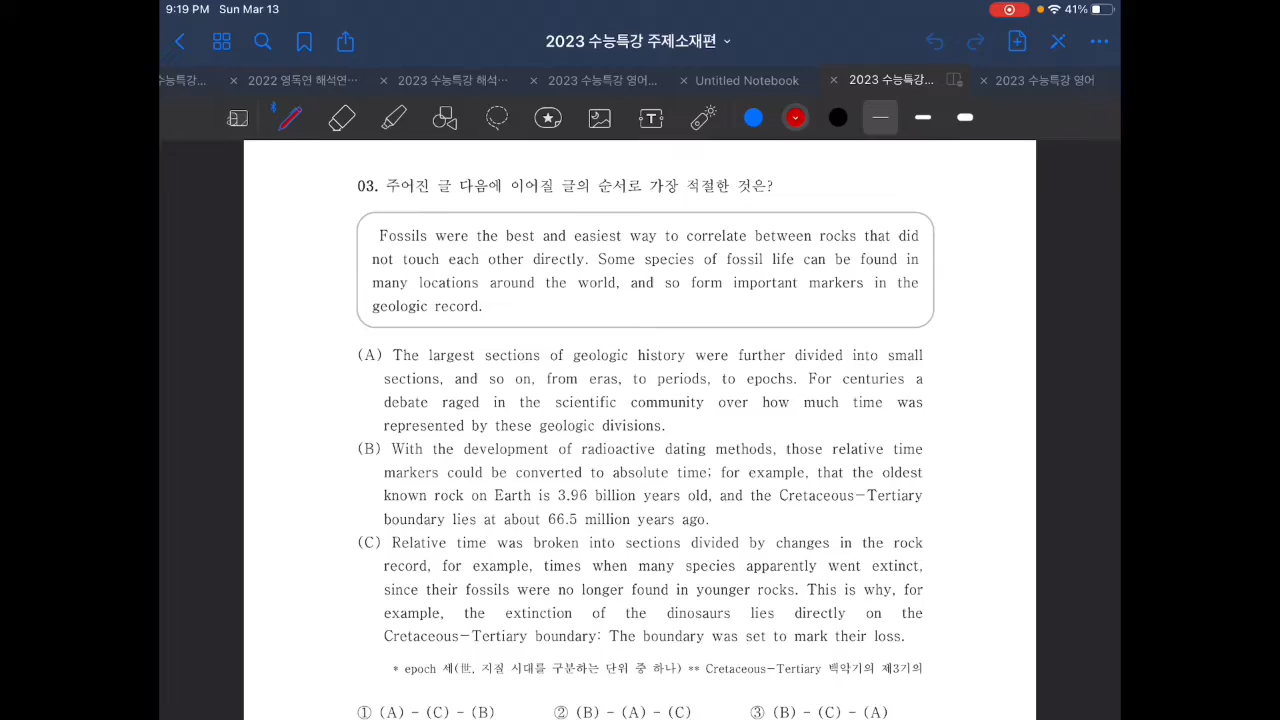 9:19 PM Sun Mar 13
41%
2023 수능특강 주제소재편
수능특강...
2022 영독연 해석연...
2023 수능특강 해석...
2023 수능특강 영어...
Untitled Notebook
2023 수능특강...
2023 수능특강 영어
03. 주어진 글 다음에 이어질 글의 순서로 가장 적절한 것은?
Fossils were the best and easiest way to correlate between rocks that did
not touch each other directly. Some species of fossil life can be found in
many locations around the world, and so form important markers in the
geologic record.
(A) The largest sections of geologic history were further divided into small
sections, and so on, from eras, to periods, to epochs. For centuries a
debate raged in the scientific community over how much time was
represented by these geologic divisions.
(B) With the development of radioactive dating methods, those relative time
markers could be converted to absolute time; for example, that the oldest
known rock on Earth is 3.96 billion years old, and the Cretaceous-Tertiary
boundary lies at about 66.5 million years ago.
(C) Relative time was broken into sections divided by changes in the rock
record, for example, times when many species apparently went extinct,
since their fossils were no longer found in younger rocks. This is why, for
example, the extinction of the dinosaurs lies directly on the
Cretaceous-Tertiary boundary: The boundary was set to mark their loss.
* epoch 세(世, 지질 시대를 구분하는 단위 중 하나) ** Cretaceous-Tertiary 백악기의 제3기의
① (A) - (C) - (B) ② (B) - (A) - (C) ③ (B) - (C) - (A)